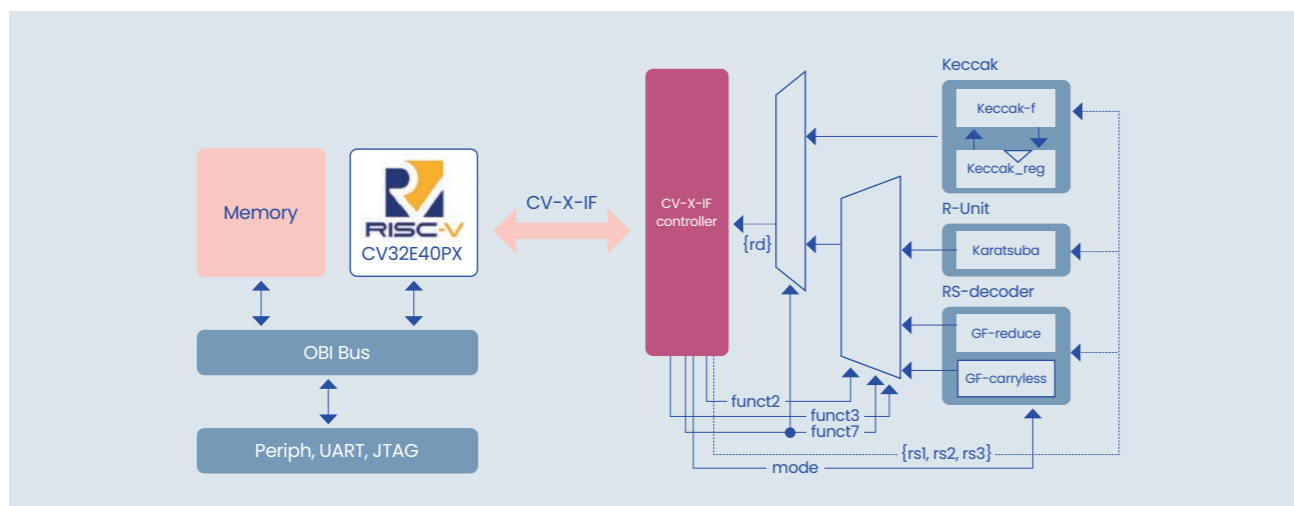 Memory
RISC-V
CV32E40PX
OBI Bus
Periph, UART, JTAG
CV-X-IF
CV-X-IF
controller
{rd}
Keccak
Keccak-f
Keccak_reg
R-Unit
Karatsuba
RS-decoder
GF-reduce
GF-carryless
funct2
funct3
funct7
{rs1, rs2, rs3}
mode